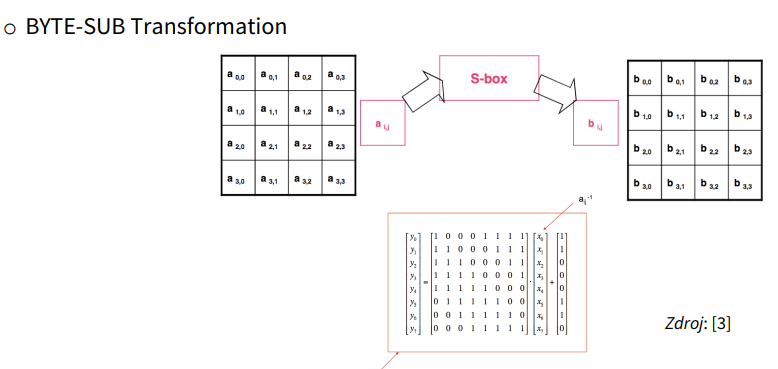 o BYTE-SUB Transformation
a 0,0 a 0,1 a 0,2 a 0,3
a 1,0 a 1,1 a 1,2 a 1,3
a 2,0 a 2,1 a 2,2 a 2,3
a 3,0 a 3,1 a 3,2 a 3,3
a i,j
S-box
b i,j
b 0,0 b 0,1 b 0,2 b 0,3
b 1,0 b 1,1 b 1,2 b 1,3
b 2,0 b 2,1 b 2,2 b 2,3
b 3,0 b 3,1 b 3,2 b 3,3
a ij -1
y0 1 0 0 0 1 1 1 1 x0 1
y1 1 1 0 0 0 1 1 1 x1 1
y2 1 1 1 0 0 0 1 1 x2 0
y3 1 1 1 1 0 0 0 1 x3 0
y4 = 1 1 1 1 1 0 0 0 · x4 + 0
y5 0 1 1 1 1 1 0 0 x5 1
y6 0 0 1 1 1 1 1 0 x6 1
y7 0 0 0 1 1 1 1 1 x7 0
Zdroj: [3]